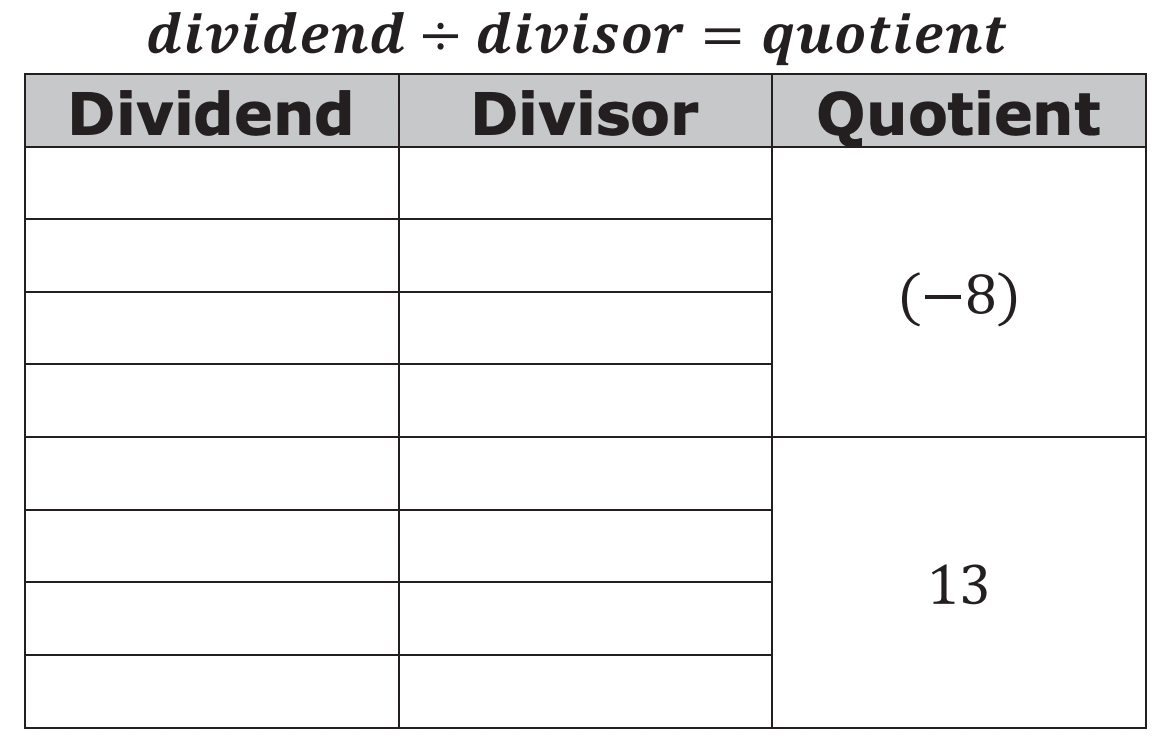 dividend ÷ divisor = quotient
Dividend Divisor Quotient
(−8)
13